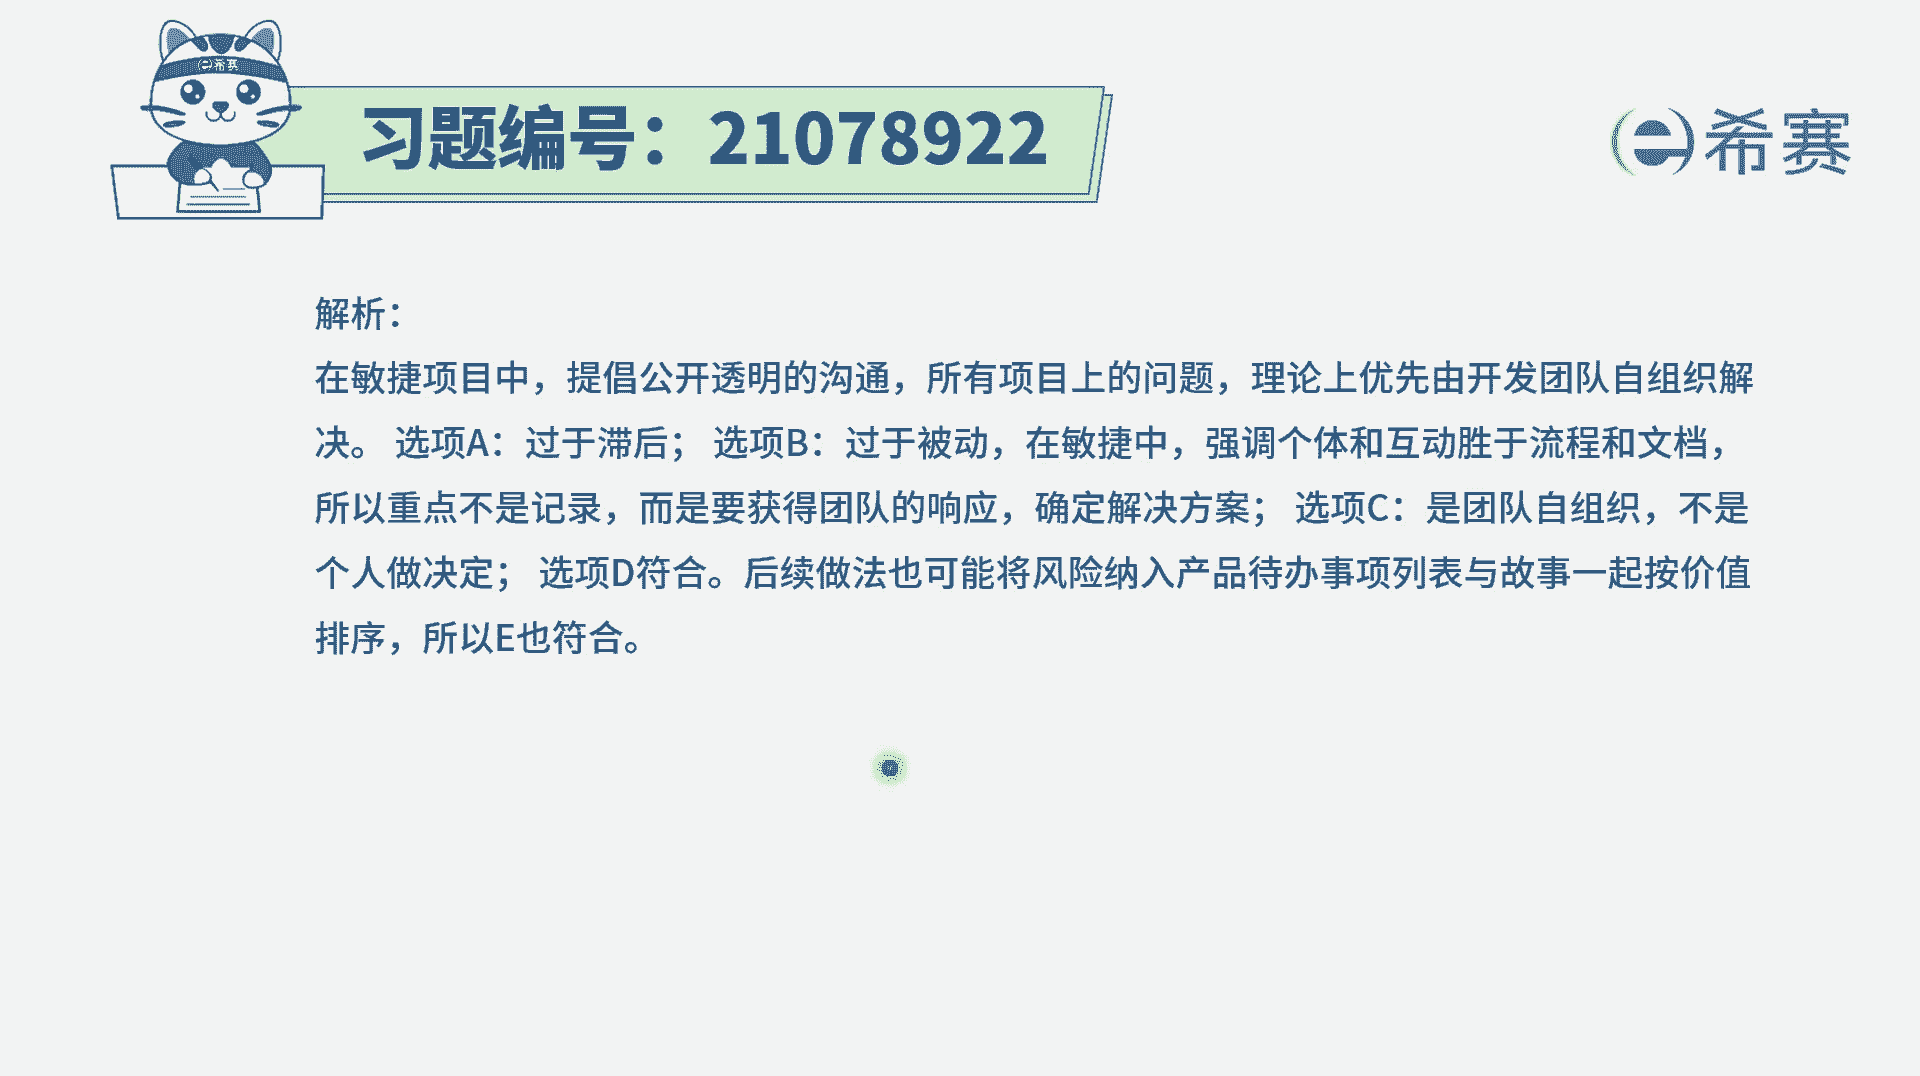 e希赛
习题编号：21078922
e希赛
解析：
在敏捷项目中，提倡公开透明的沟通，所有项目上的问题，理论上优先由开发团队自组织解
决。 选项A：过于滞后； 选项B：过于被动，在敏捷中，强调个体和互动胜于流程和文档，
所以重点不是记录，而是要获得团队的响应，确定解决方案； 选项C：是团队自组织，不是
个人做决定； 选项D符合。后续做法也可能将风险纳入产品待办事项列表与故事一起按价值
排序，所以E也符合。